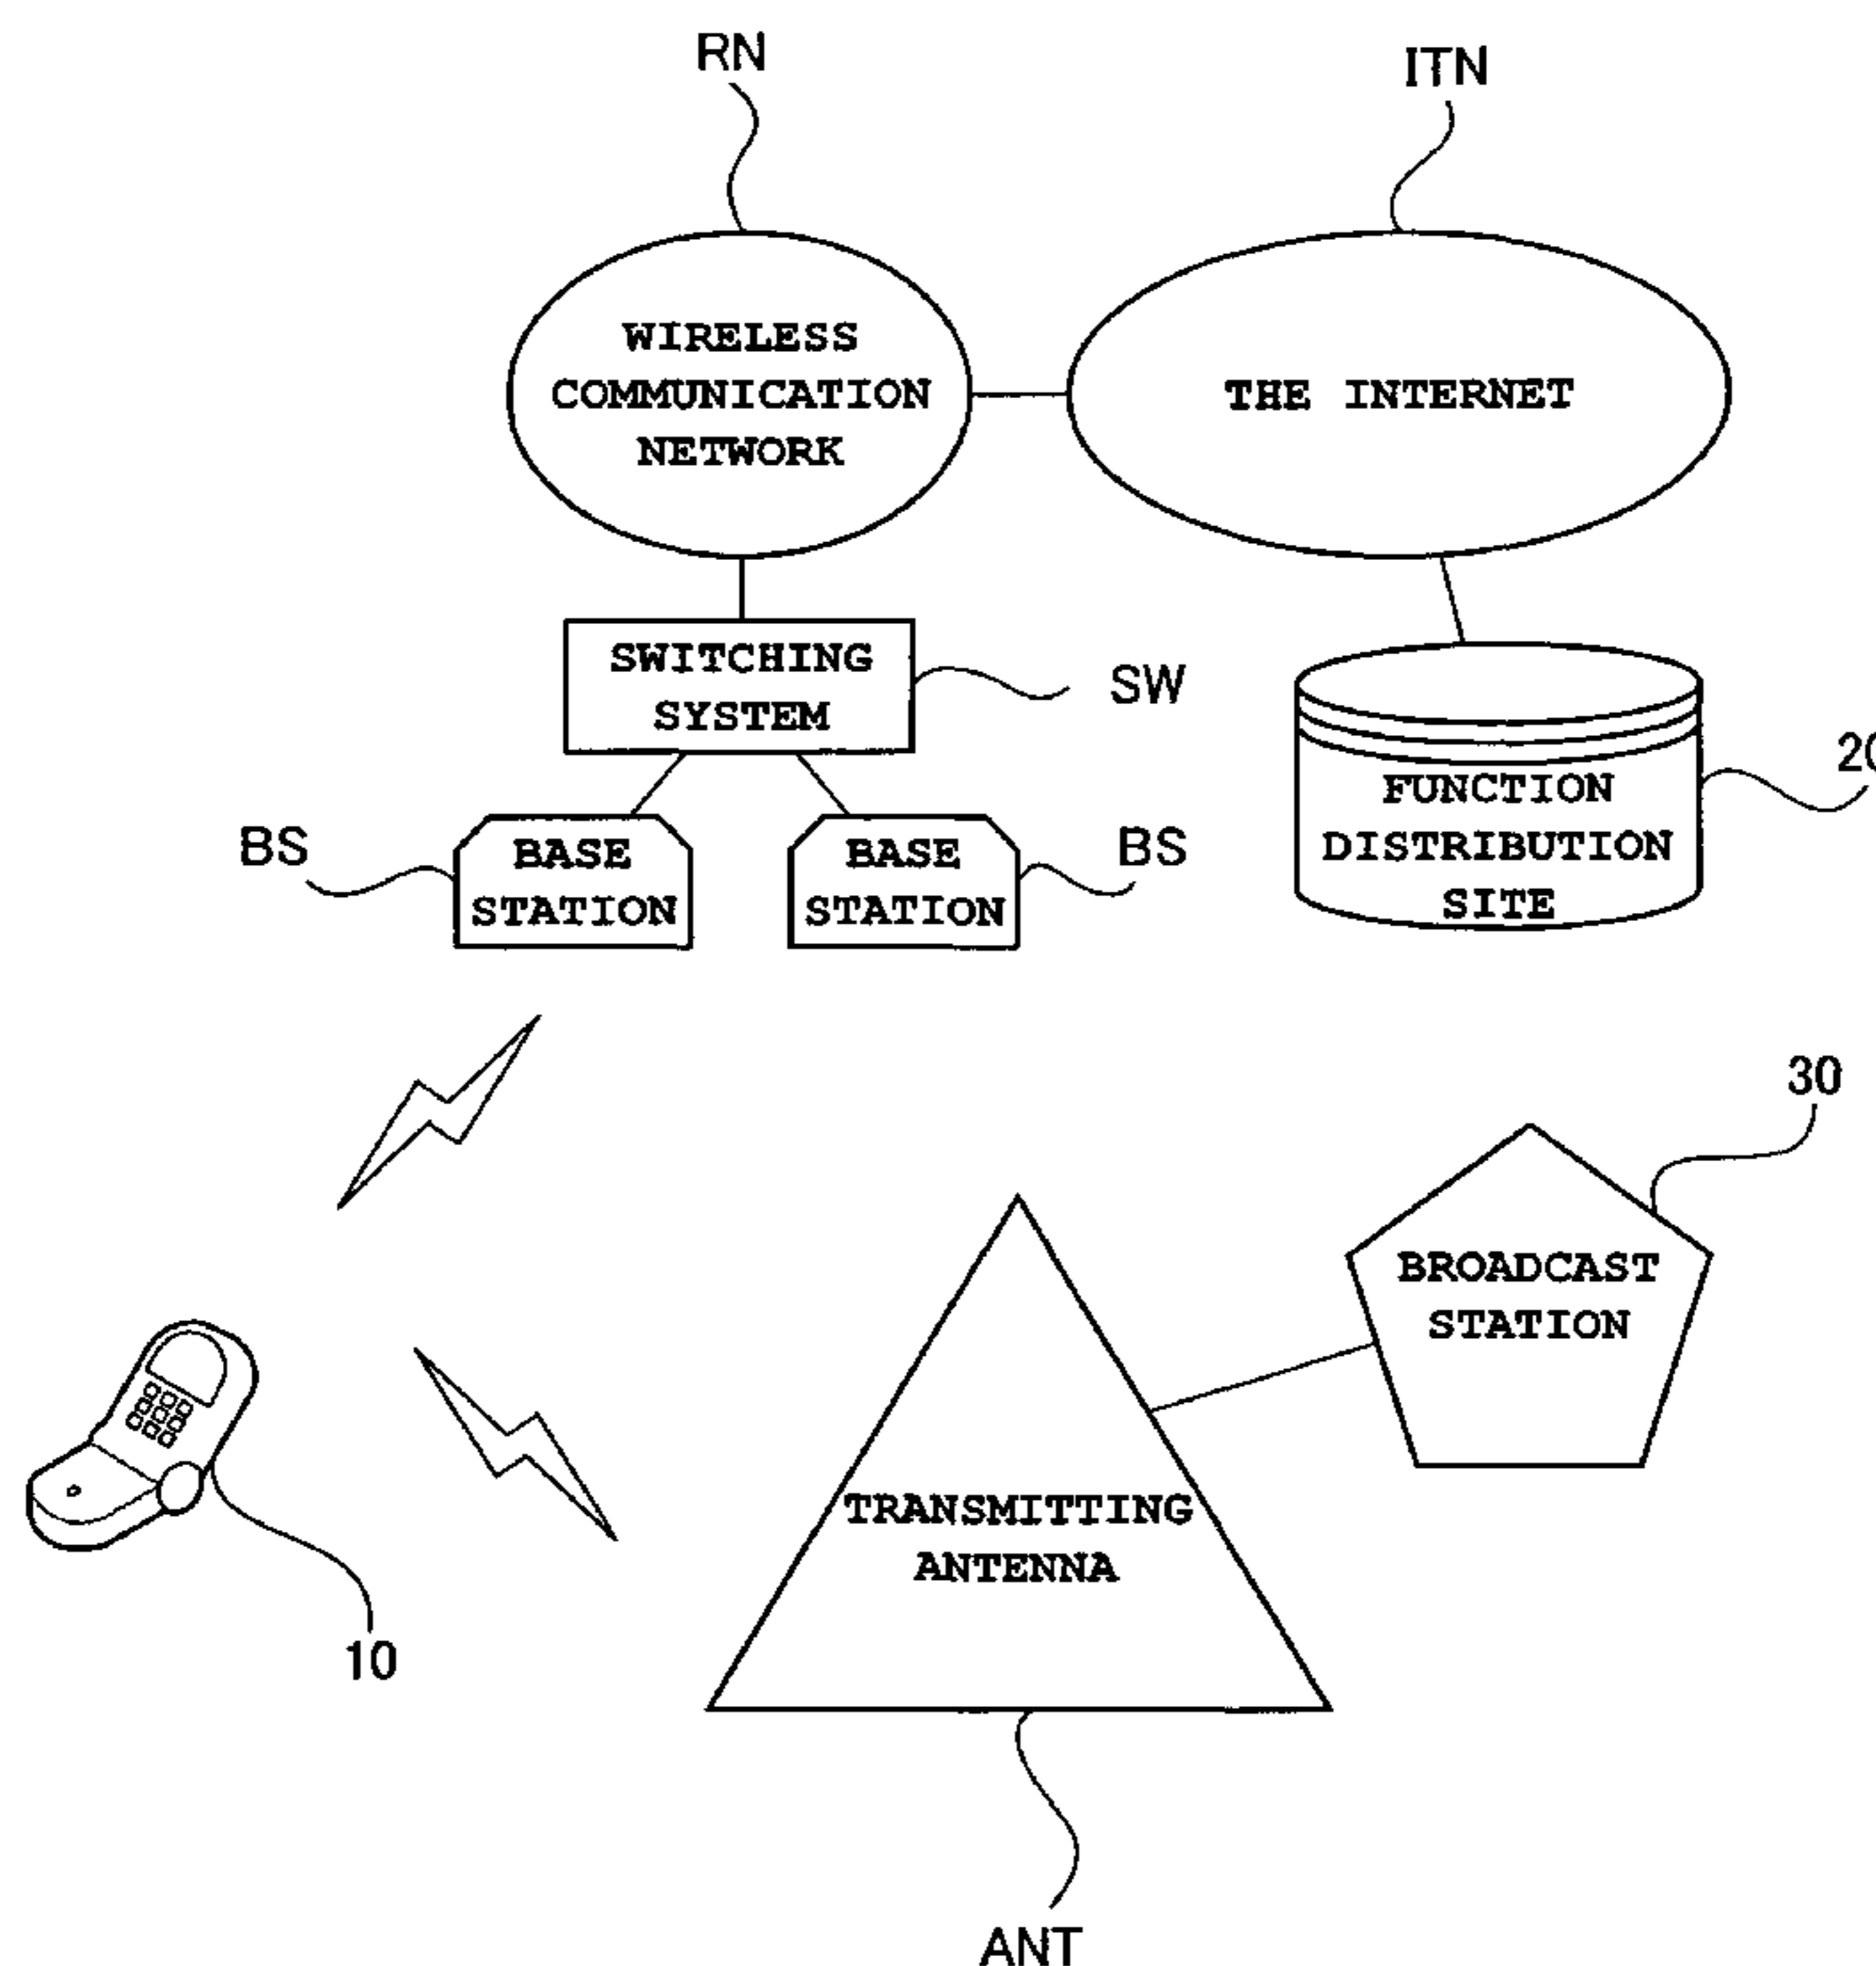 RN
ITN
WIRELESS
COMMUNICATION
NETWORK
THE INTERNET
SWITCHING
SYSTEM
SW
FUNCTION
DISTRIBUTION
SITE
20
BS
BASE
STATION
BASE
STATION
BS
30
BROADCAST
STATION
TRANSMITTING
ANTENNA
10
ANT